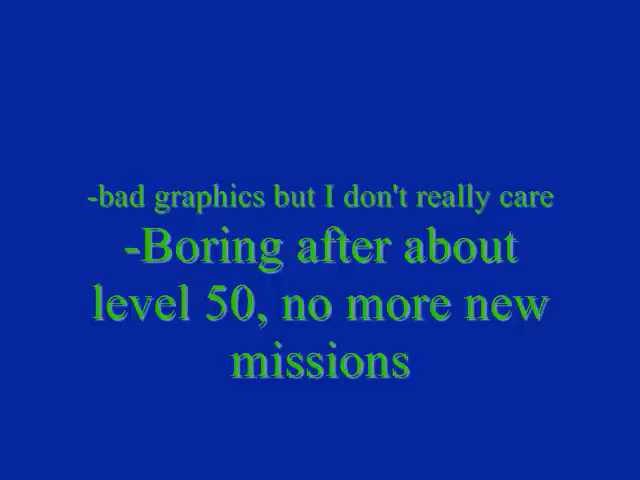 -bad graphics but I don't really care
-Boring after about
level 50, no more new
missions